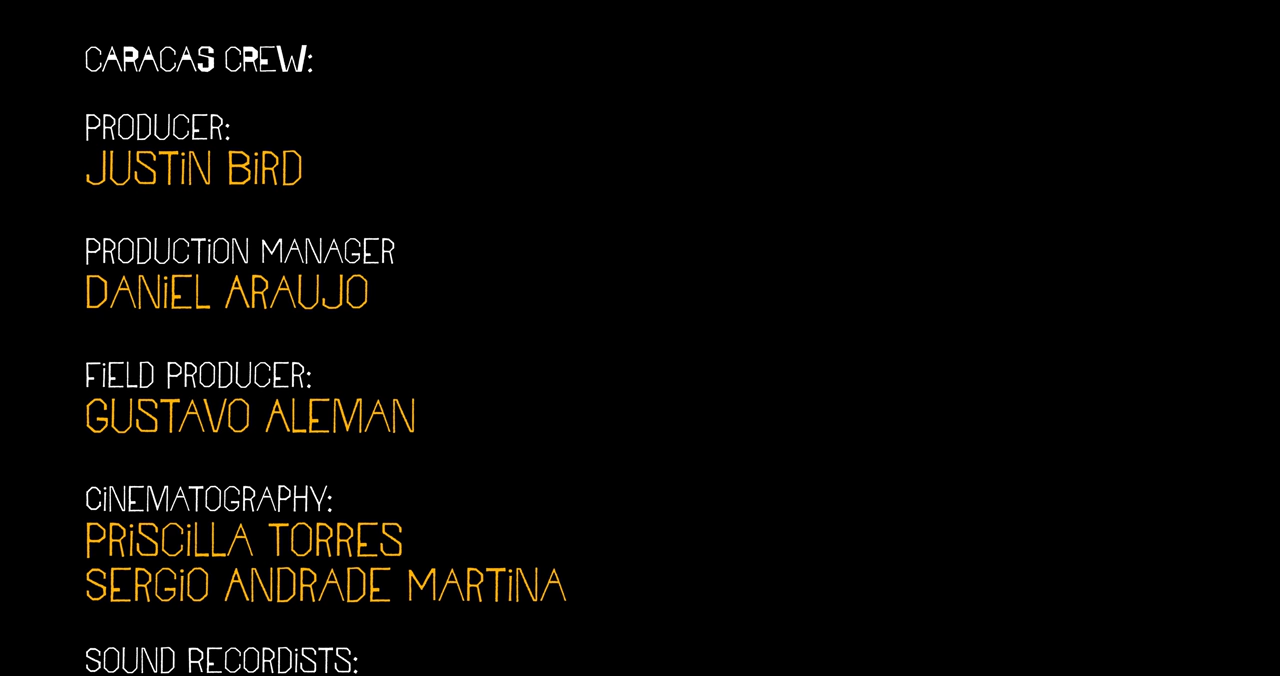 CARACAS CREW:
PRODUCER:
JUSTiN BiRD
PRODUCTiON MANAGER
DANiEL ARAUJO
FiELD PRODUCER:
GUSTAVO ALEMAN
CiNEMATOGRAPHY:
PRiSCiLLA TORRES
SERGiO ANDRADE MARTiNA
SOUND RECORDiSTS: